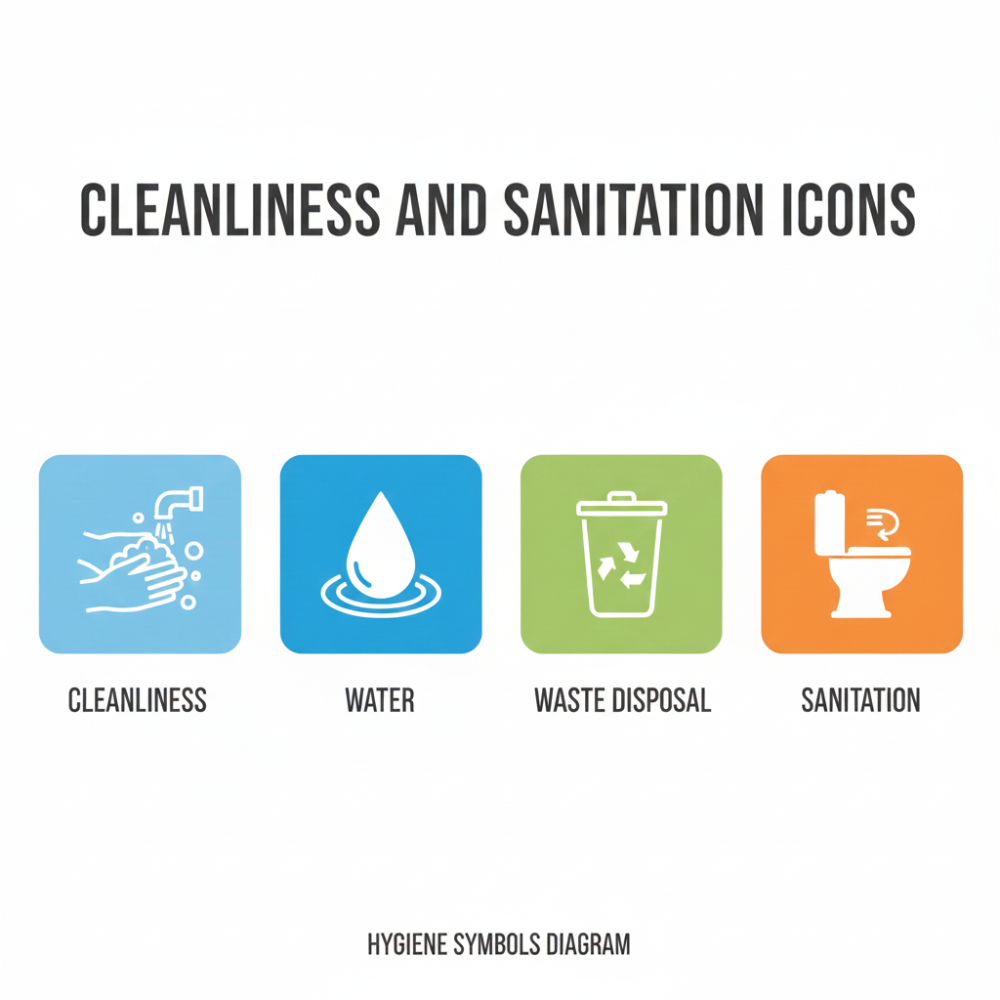 CLEANLINESS AND SANITATION ICONS
CLEANLINESS
WATER
WASTE DISPOSAL
SANITATION
HYGIENE SYMBOLS DIAGRAM